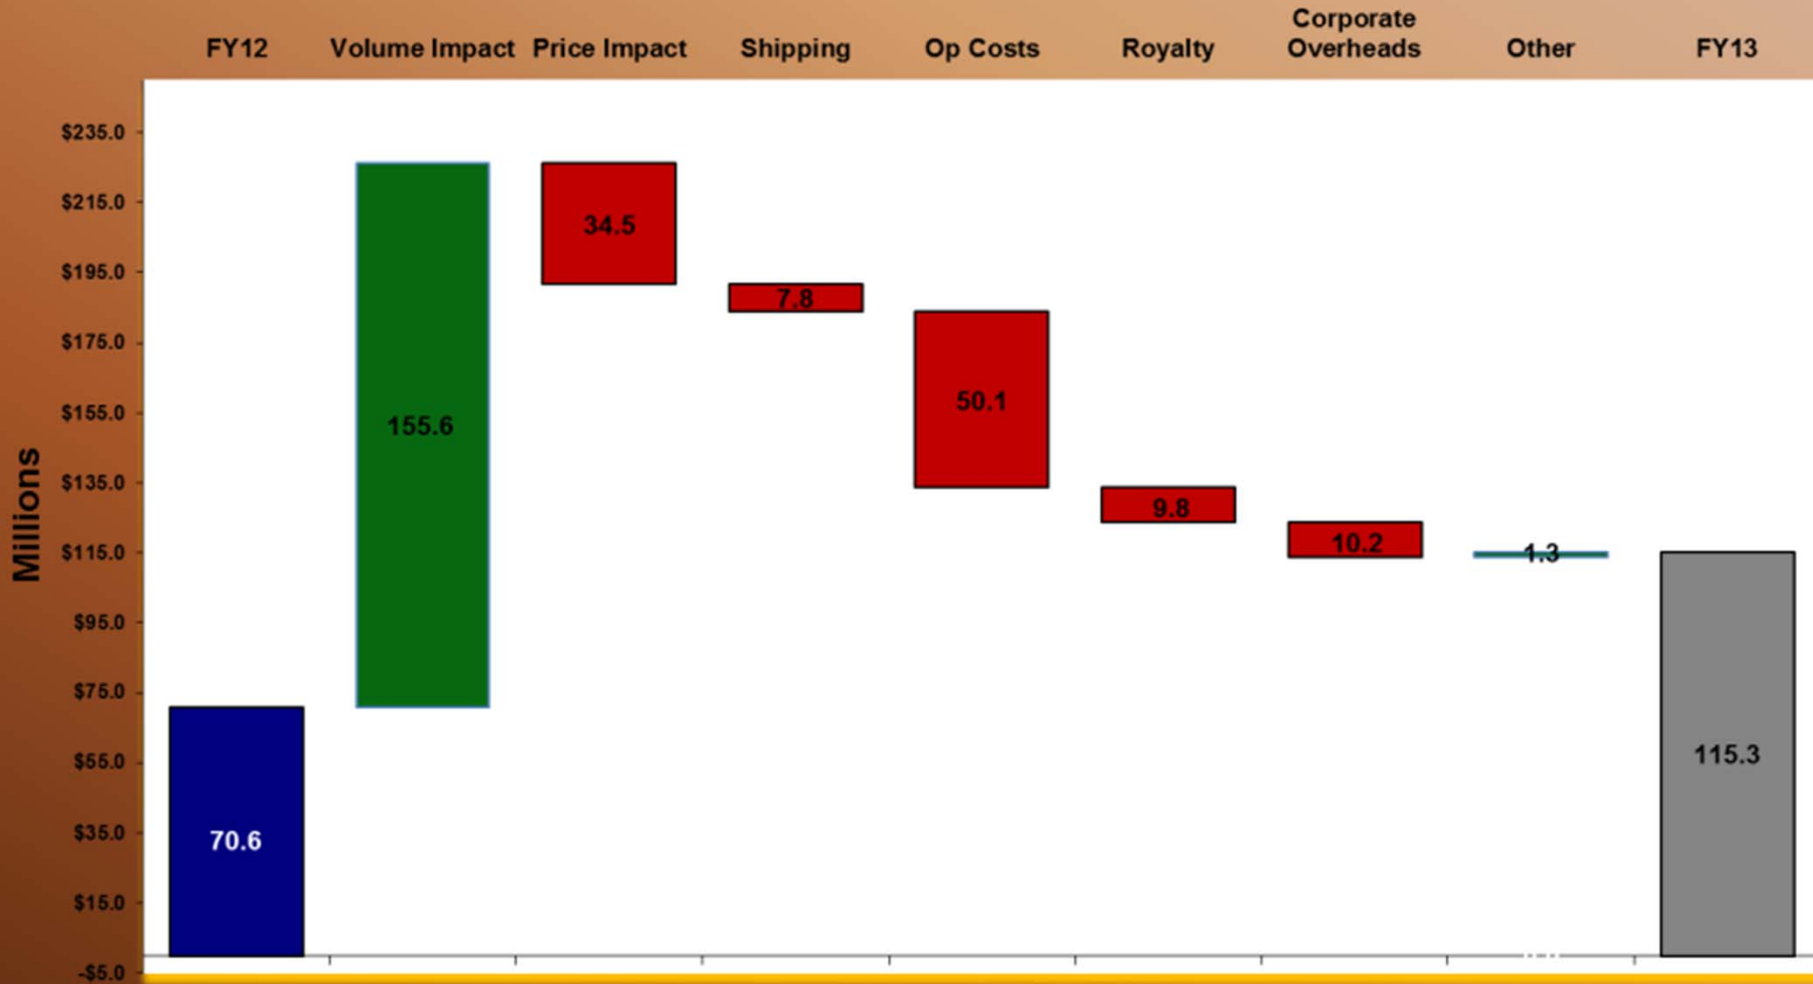 FY12
Volume Impact
Price Impact
Shipping
Op Costs
Royalty
Corporate
Overheads
Other
FY13
Millions
$235.0
$215.0
$195.0
$175.0
$155.0
$135.0
$115.0
$95.0
$75.0
$55.0
$35.0
$15.0
-$5.0
70.6
155.6
34.5
7.8
50.1
9.8
10.2
1.3
115.3